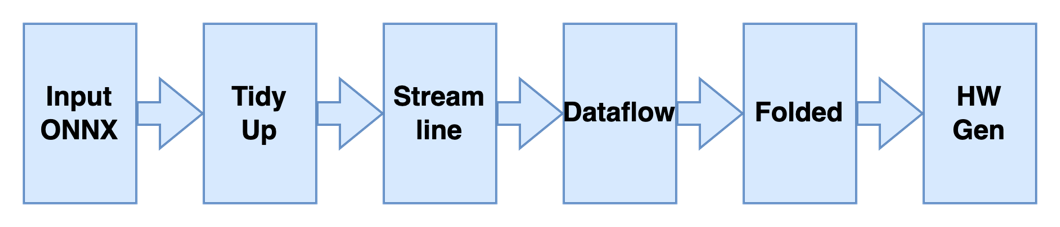 Input
ONNX
Tidy
Up
Stream
line
Dataflow
Folded
HW
Gen